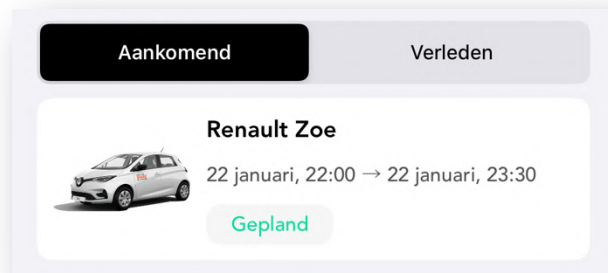 Aankomend
Verleden
Renault Zoe
22 januari, 22:00 → 22 januari, 23:30
Gepland